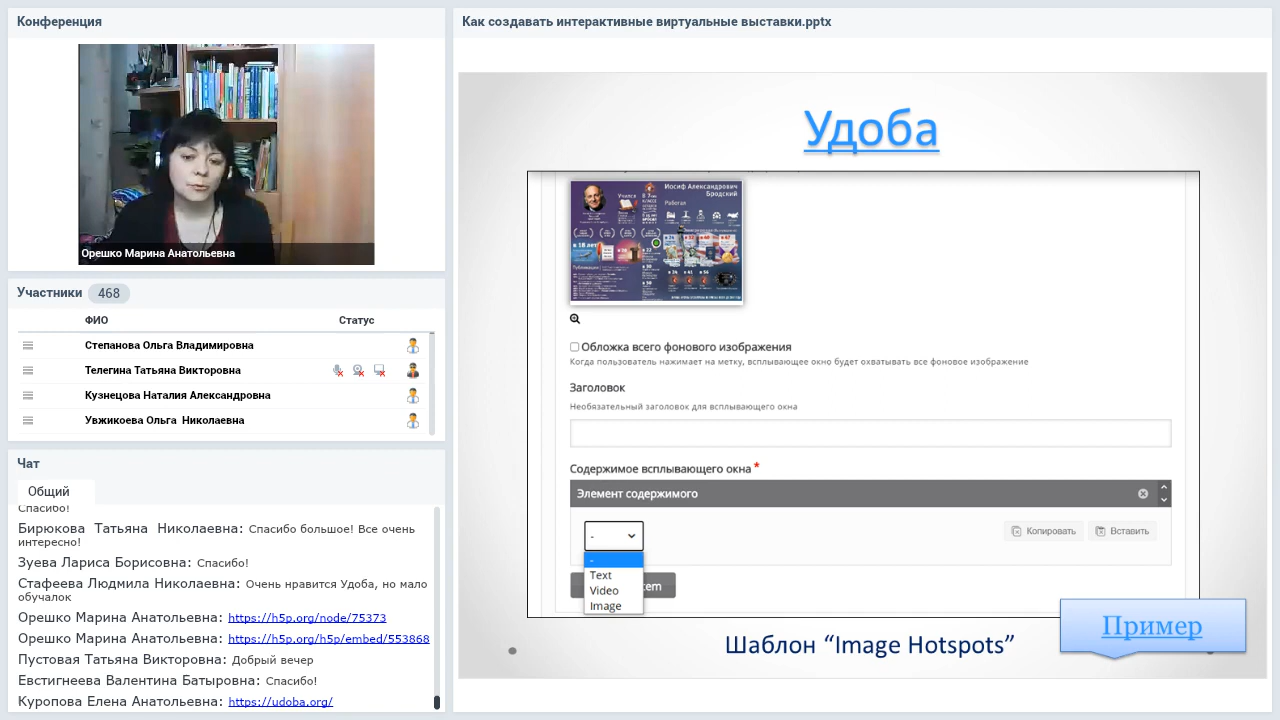 Конференция
Орешко Марина Анатольевна
Участники 468
ФИО Статус
Степанова Ольга Владимировна
Телегина Татьяна Викторовна
Кузнецова Наталия Александровна
Увжикоева Ольга Николаевна
Чат
Общий
Спасибо!
Бирюкова Татьяна Николаевна: Спасибо большое! Все очень
интересно!
Зуева Лариса Борисовна: Спасибо!
Стафеева Людмила Николаевна: Очень нравится Удоба, но мало
обучалок
Орешко Марина Анатольевна: https://h5p.org/node/75373
Орешко Марина Анатольевна: https://h5p.org/h5p/embed/553868
Пустовая Татьяна Викторовна: Добрый вечер
Евстигнеева Валентина Батыровна: Спасибо!
Куропова Елена Анатольевна: https://udoba.org/
Как создавать интерактивные виртуальные выставки.pptx
Удоба
Иосиф Александрович
Бродский
Учился
Работал
в 18 лет
Обложка всего фонового изображения
Когда пользователь нажимает на метку, всплывающее окно будет охватывать все фоновое изображение
Заголовок
Необязательный заголовок для всплывающего окна
Содержимое всплывающего окна *
Элемент содержимого
-
Копировать Вставить
-
Text
Video
Image
Шаблон “Image Hotspots”
Пример